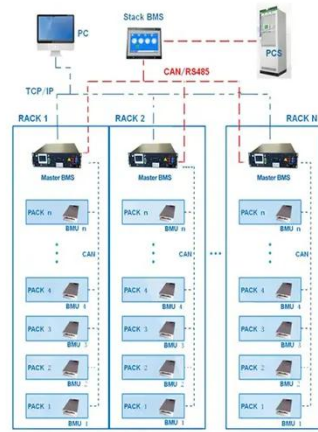 PC
Stack BMS
PCS
CAN/RS485
TCP/IP
RACK 1
RACK 2
RACK N
Master BMS
Master BMS
Master BMS
PACK n
BMU n
PACK n
BMU n
PACK n
BMU n
CAN
CAN
CAN
PACK 4
BMU 4
PACK 4
BMU 4
PACK 4
BMU 4
PACK 3
BMU 3
PACK 3
BMU 3
PACK 3
BMU 3
PACK 2
BMU 2
PACK 2
BMU 2
PACK 2
BMU 2
PACK 1
BMU 1
PACK 1
BMU 1
PACK 1
BMU 1